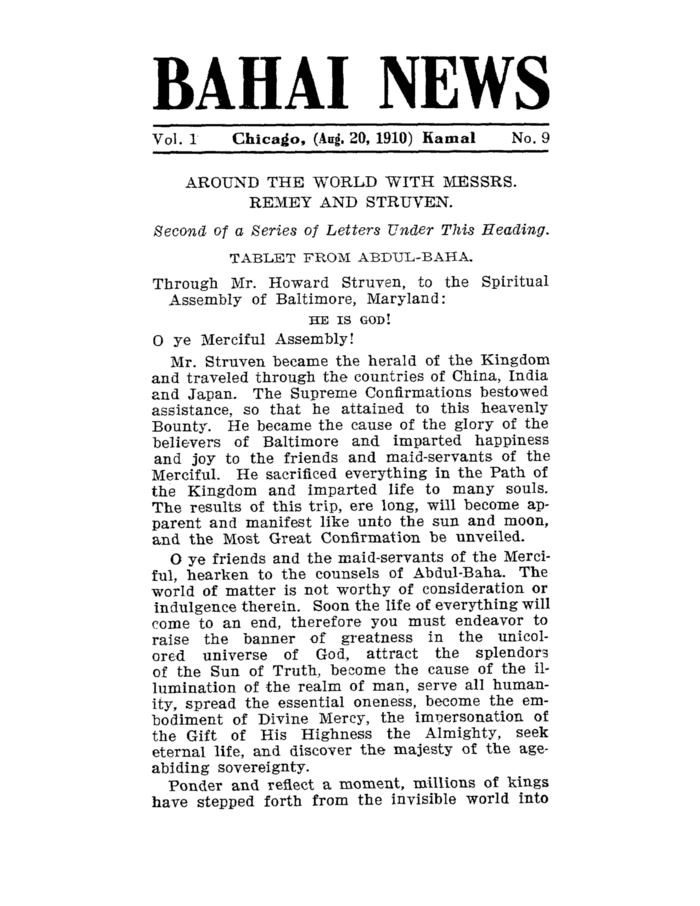 BAHAI NEWS
Vol. 1 Chicago, (Aug. 20, 1910) Kamal No. 9
AROUND THE WORLD WITH MESSRS.
REMEY AND STRUVEN.
Second of a Series of Letters Under This Heading.
TABLET FROM ABDUL-BAHA.
Through Mr. Howard Struven, to the Spiritual
Assembly of Baltimore, Maryland:
HE IS GOD!
O ye Merciful Assembly!
Mr. Struven became the herald of the Kingdom
and traveled through the countries of China, India
and Japan. The Supreme Confirmations bestowed
assistance, so that he attained to this heavenly
Bounty. He became the cause of the glory of the
believers of Baltimore and imparted happiness
and joy to the friends and maid-servants of the
Merciful. He sacrificed everything in the Path of
the Kingdom and imparted life to many souls.
The results of this trip, ere long, will become ap-
parent and manifest like unto the sun and moon,
and the Most Great Confirmation be unveiled.
O ye friends and the maid-servants of the Merci-
ful, hearken to the counsels of Abdul-Baha. The
world of matter is not worthy of consideration or
indulgence therein. Soon the life of everything will
come to an end, therefore you must endeavor to
raise the banner of greatness in the unicol-
ored universe of God, attract the splendors
of the Sun of Truth, become the cause of the il-
lumination of the realm of man, serve all human-
ity, spread the essential oneness, become the em-
bodiment of Divine Mercy, the impersonation of
the Gift of His Highness the Almighty, seek
eternal life, and discover the majesty of the age-
abiding sovereignty.
Ponder and reflect a moment, millions of kings
have stepped forth from the invisible world into